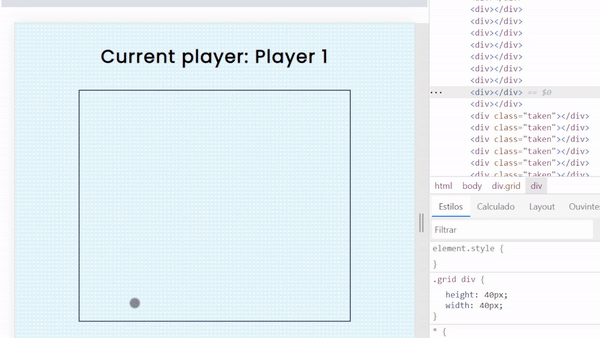 Current player: Player 1
<div></div>
<div></div>
<div></div>
<div></div>
<div></div>
<div></div>
<div></div>
<div></div> == $0
<div></div>
<div class="taken"></div>
<div class="taken"></div>
<div class="taken"></div>
<div class="taken"></div>
<div class="taken"></div>
<div class="taken"></div>
html body div.grid div
Estilos Calculado Layout Ouvinte
Filtrar
element.style {
}
.grid div {
height: 40px;
width: 40px;
}
* {